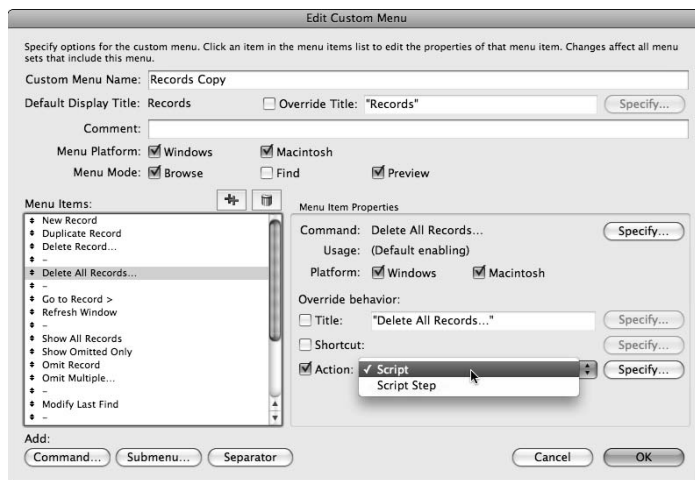 Edit Custom Menu
Specify options for the custom menu. Click an item in the menu items list to edit the properties of that menu item. Changes affect all menu
sets that include this menu.
Custom Menu Name: Records Copy
Default Display Title: Records Override Title: "Records" Specify...
Comment:
Menu Platform: Windows Macintosh
Menu Mode: Browse Find Preview
Menu Items:
New Record
Duplicate Record
Delete Record...
–
Delete All Records...
–
Go to Record >
Refresh Window
–
Show All Records
Show Omitted Only
Omit Record
Omit Multiple...
–
Modify Last Find
–
Menu Item Properties
Command: Delete All Records... Specify...
Usage: (Default enabling)
Platform: Windows Macintosh
Override behavior:
Title: "Delete All Records..." Specify...
Shortcut: Specify...
Action: ✓ Script Specify...
Script Step
Add:
Command... Submenu... Separator Cancel OK